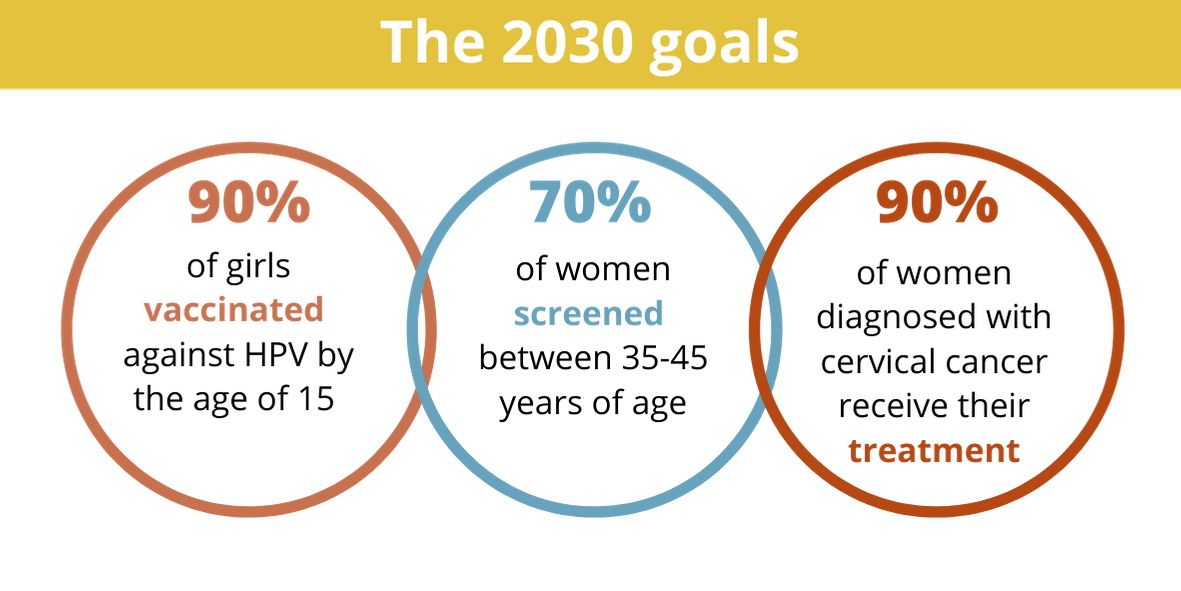 The 2030 goals
90%
of girls
vaccinated
against HPV by
the age of 15
70%
of women
screened
between 35-45
years of age
90%
of women
diagnosed with
cervical cancer
receive their
treatment